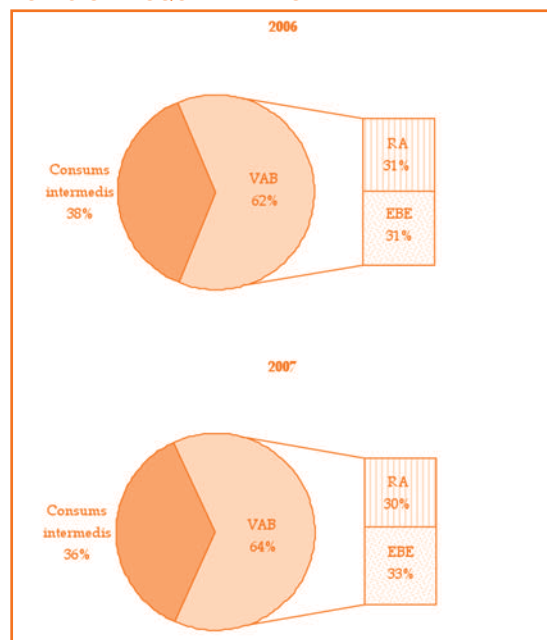 2006
RA
31%
Consums
intermedis
38%
VAB
62%
EBE
31%
2007
RA
30%
Consums
intermedis
36%
VAB
64%
EBE
33%